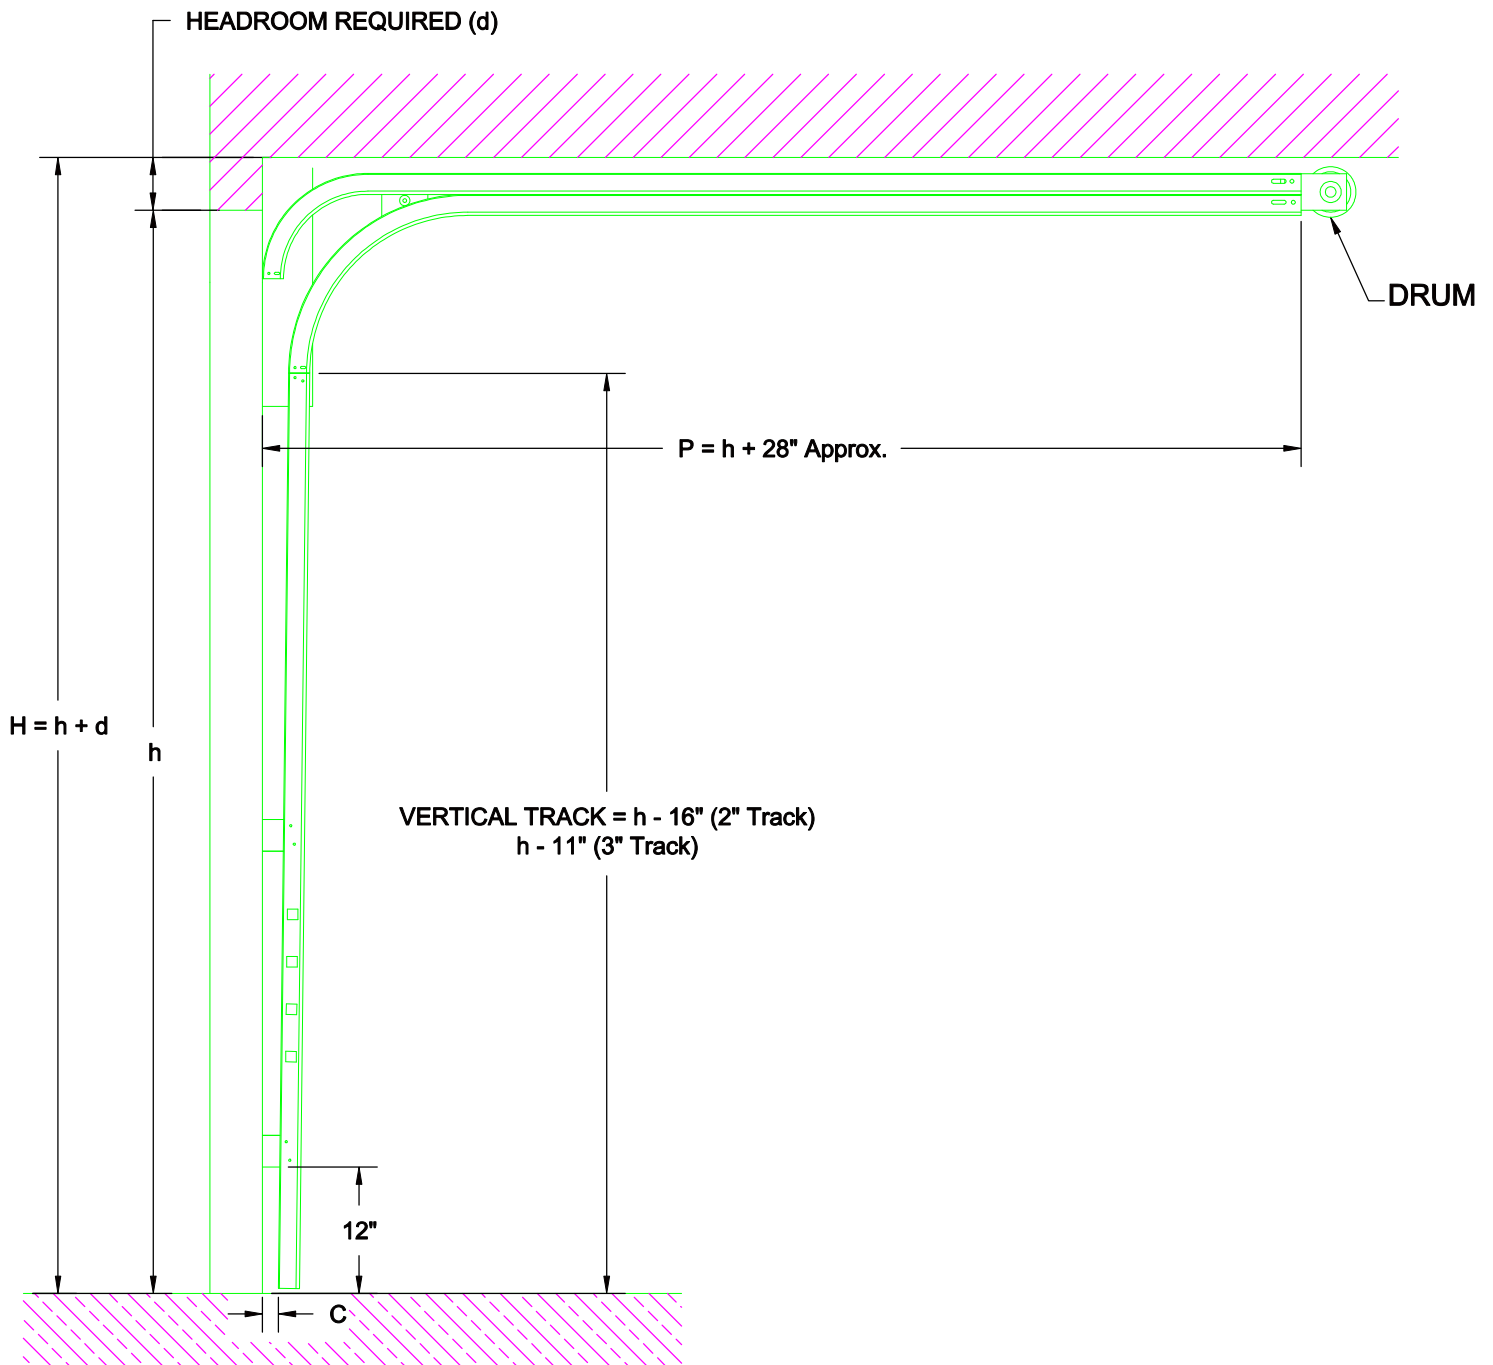 HEADROOM REQUIRED (d)
DRUM
P = h + 28" Approx.
H = h + d
h
VERTICAL TRACK = h - 16" (2" Track)
h - 11" (3" Track)
12"
C